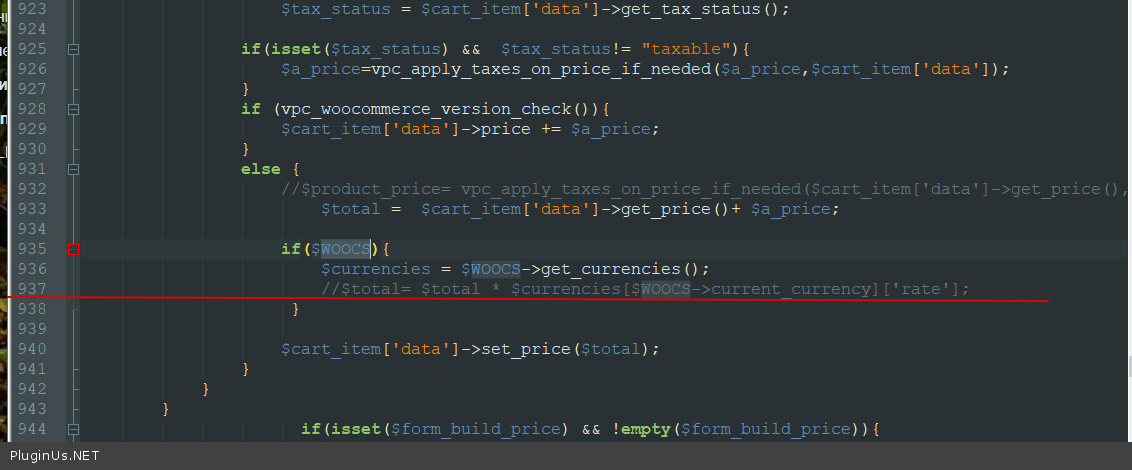 923 $tax_status = $cart_item['data']->get_tax_status();
924
925 if(isset($tax_status) && $tax_status!= "taxable"){
926 $a_price=vpc_apply_taxes_on_price_if_needed($a_price,$cart_item['data']);
927 }
928 if (vpc_woocommerce_version_check()){
929 $cart_item['data']->price += $a_price;
930 }
931 else {
932 //$product_price= vpc_apply_taxes_on_price_if_needed($cart_item['data']->get_price(),
933 $total = $cart_item['data']->get_price()+ $a_price;
934
935 if($WOOCS){
936 $currencies = $WOOCS->get_currencies();
937 //$total= $total * $currencies[$WOOCS->current_currency]['rate'];
938 }
939
940 $cart_item['data']->set_price($total);
941 }
942 }
943 }
944 if(isset($form_build_price) && !empty($form_build_price)){
PluginUs.NET